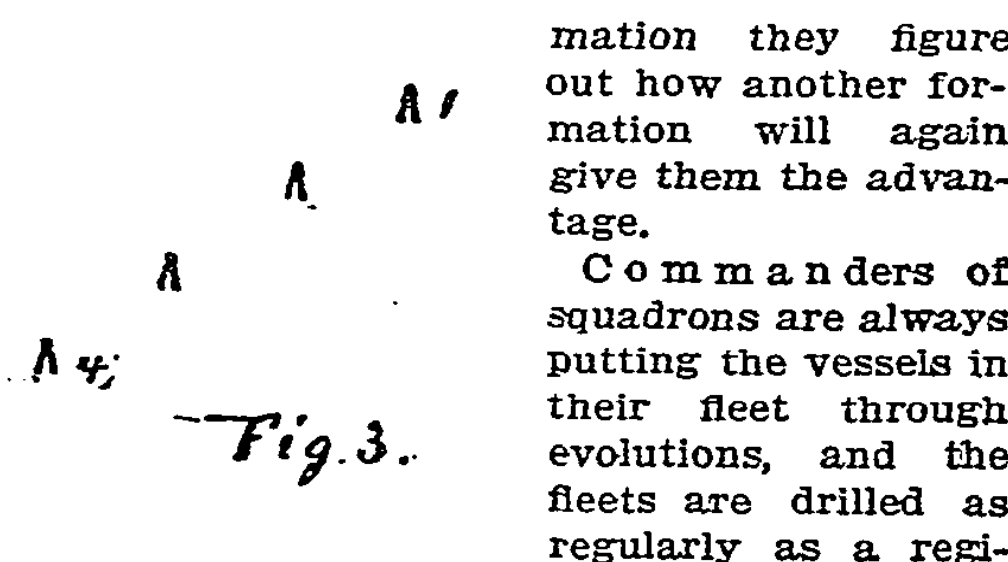 1
4
Fig. 3.
mation they figure
out how another for-
mation will again
give them the advan-
tage.
Commanders of
squadrons are always
putting the vessels in
their fleet through
evolutions, and the
fleets are drilled as
regularly as a regi-